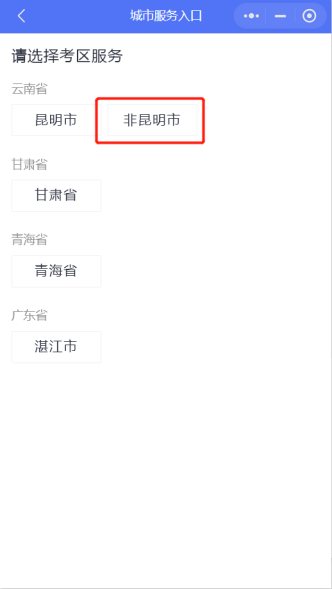 城市服务入口
请选择考区服务
云南省
昆明市 非昆明市
甘肃省
甘肃省
青海省
青海省
广东省
湛江市